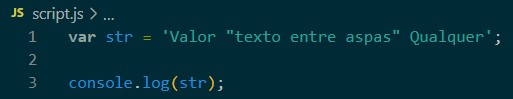 JS script.js > ...
1 var str = 'Valor "texto entre aspas" Qualquer';
2
3 console.log(str);